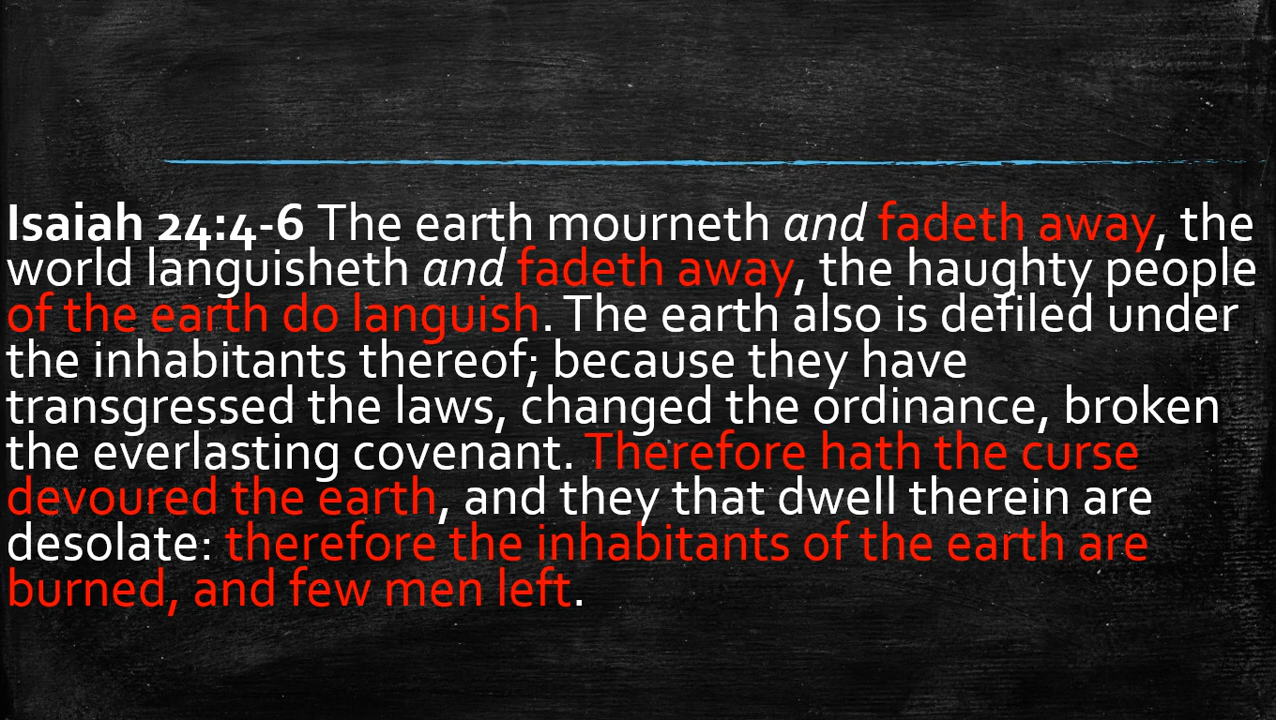 Isaiah 24:4-6 The earth mourneth and fadeth away, the
world languisheth and fadeth away, the haughty people
of the earth do languish. The earth also is defiled under
the inhabitants thereof; because they have
transgressed the laws, changed the ordinance, broken
the everlasting covenant. Therefore hath the curse
devoured the earth, and they that dwell therein are
desolate: therefore the inhabitants of the earth are
burned, and few men left.